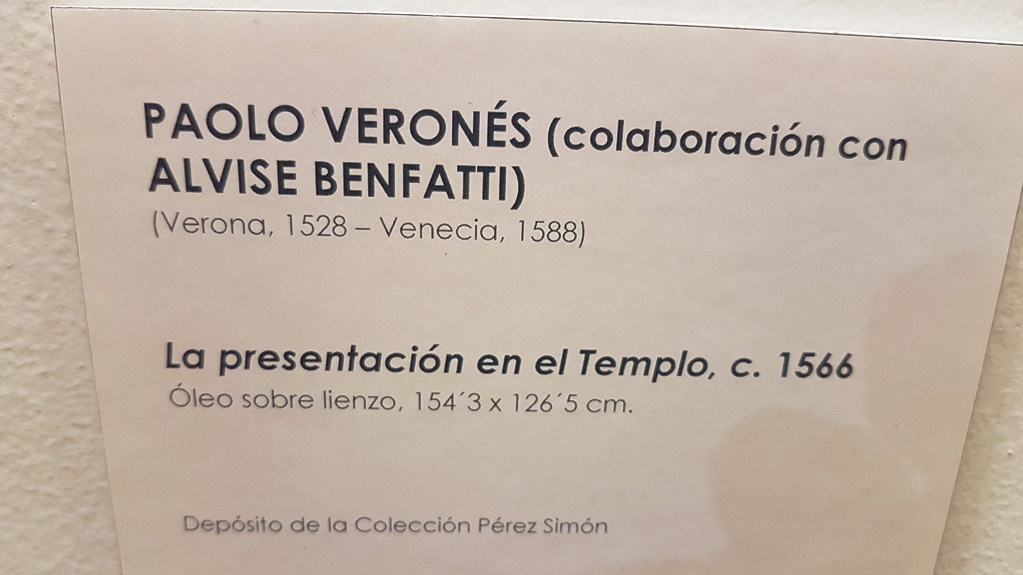 PAOLO VERONÉS (colaboración con
ALVISE BENFATTI)
(Verona, 1528 – Venecia, 1588)
La presentación en el Templo, c. 1566
Óleo sobre lienzo, 154´3 x 126´5 cm.
Depósito de la Colección Pérez Simón